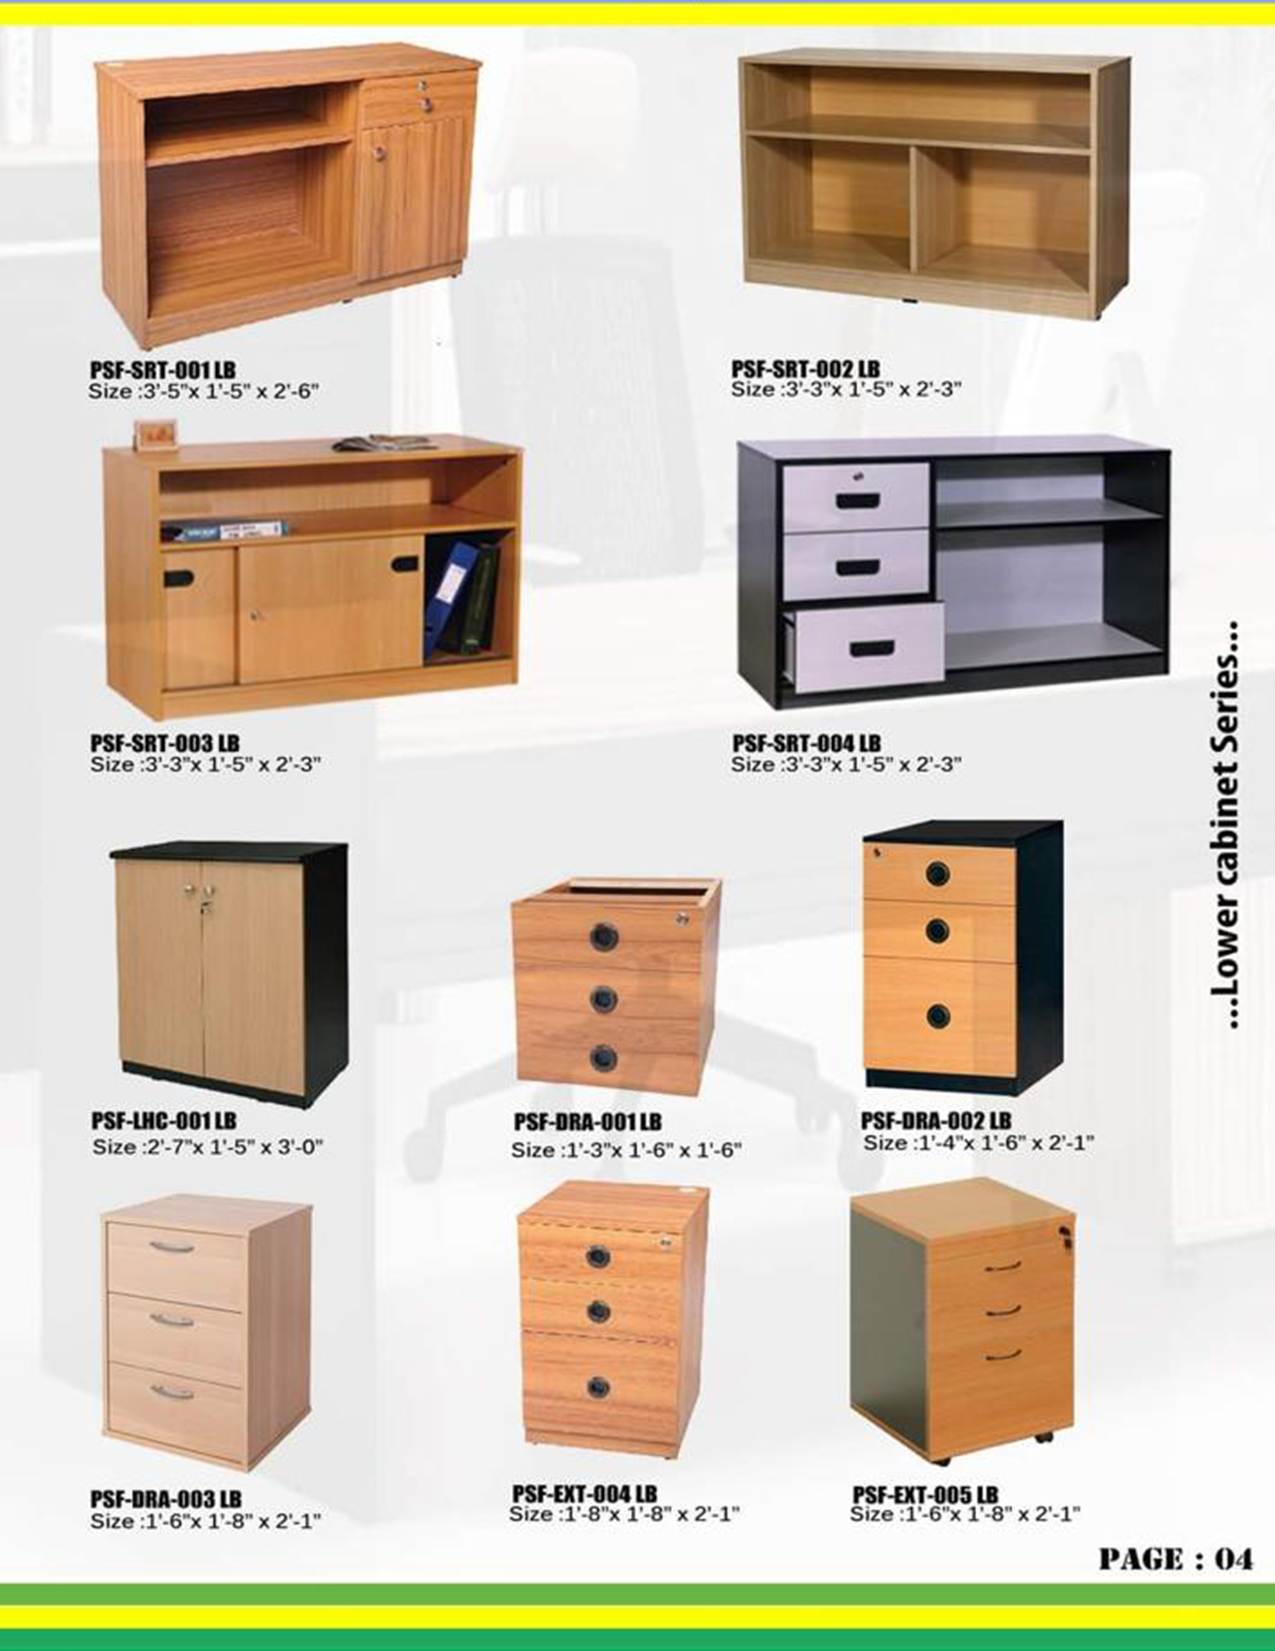 PSF-SRT-001 LB
Size :3'-5"x 1'-5" x 2'-6"
PSF-SRT-002 LB
Size :3'-3"x 1'-5" x 2'-3"
PSF-SRT-003 LB
Size :3'-3"x 1'-5" x 2'-3"
PSF-SRT-004 LB
Size :3'-3"x 1'-5" x 2'-3"
....Lower cabinet Series...
PSF-LHC-001 LB
Size :2'-7"x 1'-5" x 3'-0"
PSF-DRA-001 LB
Size :1'-3"x 1'-6" x 1'-6"
PSF-DRA-002 LB
Size :1'-4"x 1'-6" x 2'-1"
PSF-DRA-003 LB
Size :1'-6"x 1'-8" x 2'-1"
PSF-EXT-004 LB
Size :1'-8"x 1'-8" x 2'-1"
PSF-EXT-005 LB
Size :1'-6"x 1'-8" x 2'-1"
PAGE : 04